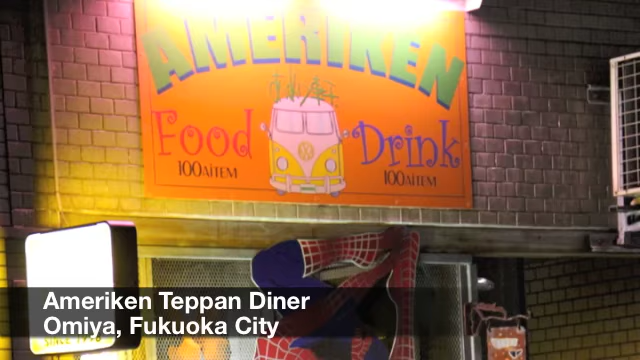 AMERIKEN
Food
100AITEM
Drink
100AITEM
Ameriken Teppan Diner
Omiya, Fukuoka City